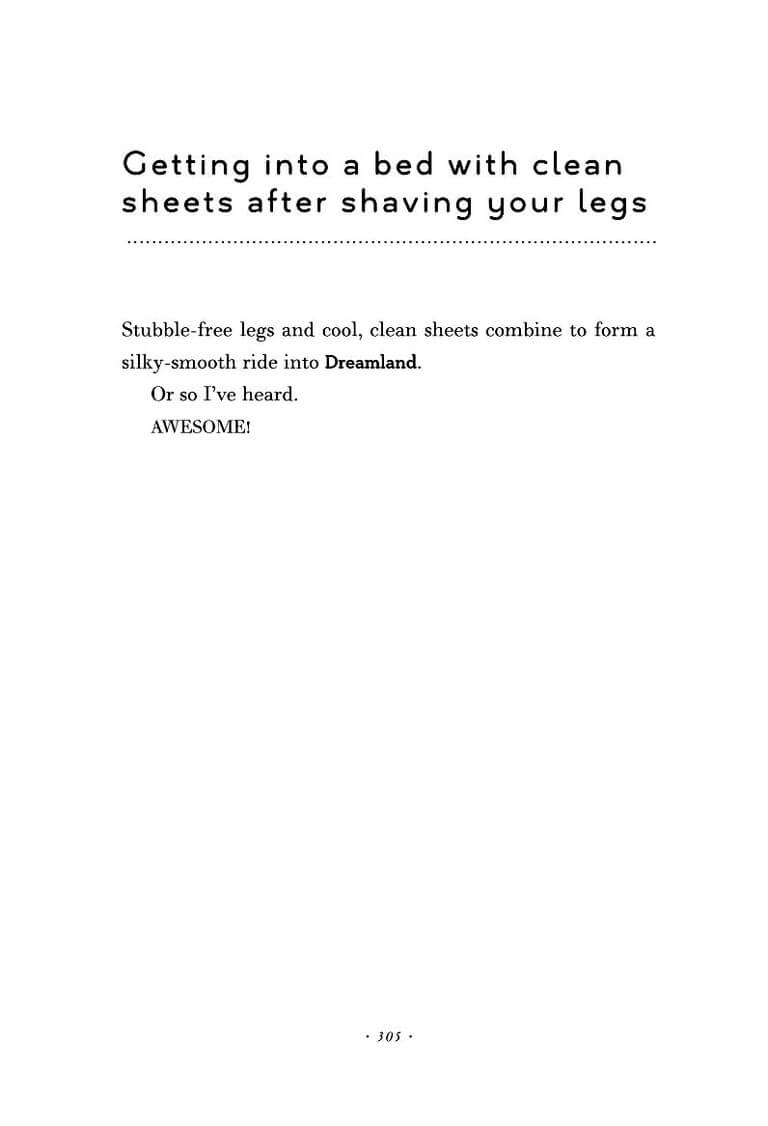 Getting into a bed with clean
sheets after shaving your legs
Stubble-free legs and cool, clean sheets combine to form a
silky-smooth ride into Dreamland.
Or so I’ve heard.
AWESOME!
· 305 ·